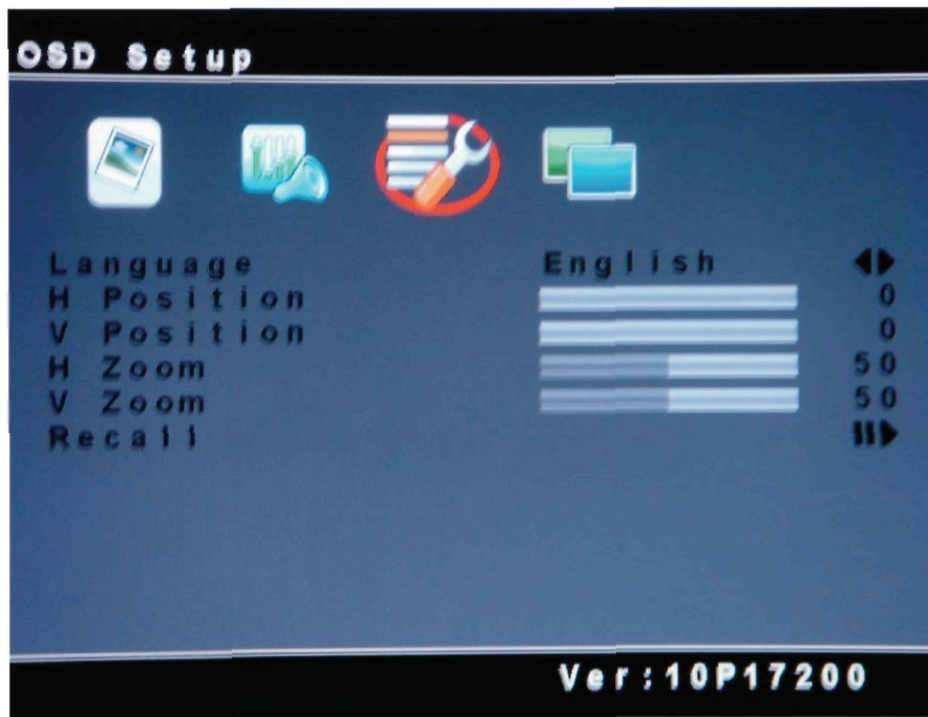 OSD Setup
Language English
H Position 0
V Position 0
H Zoom 50
V Zoom 50
Recall
Ver:10P17200